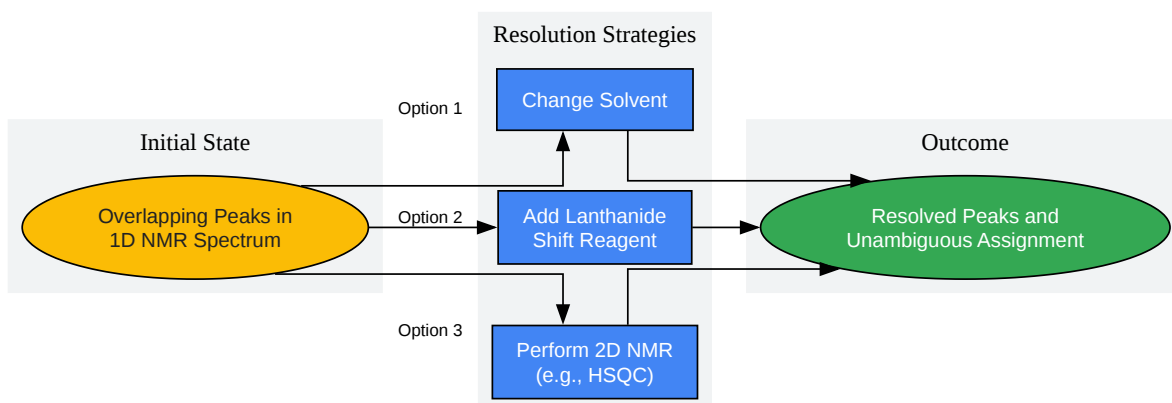 Resolution Strategies
Option 1
Change Solvent
Initial State
Outcome
Overlapping Peaks in
1D NMR Spectrum
Option 2
Add Lanthanide
Shift Reagent
Resolved Peaks and
Unambiguous Assignment
Option 3
Perform 2D NMR
(e.g., HSQC)